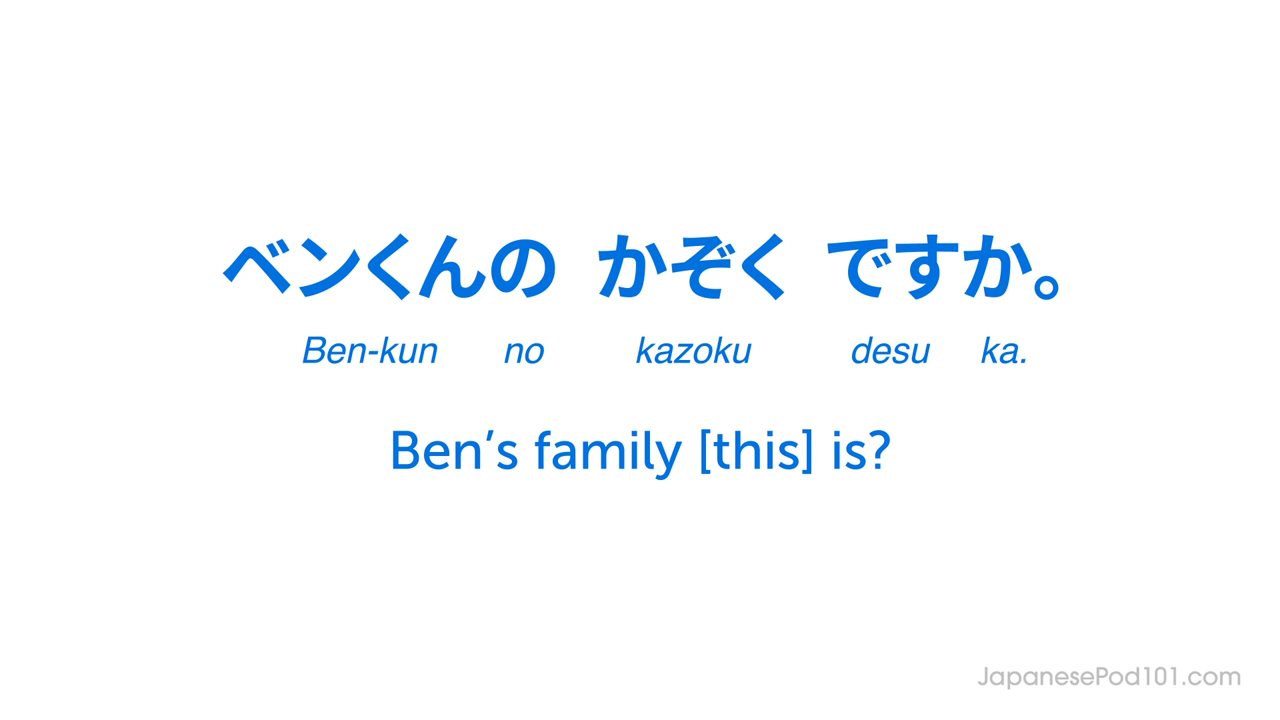 ベンくんの かぞく ですか。
Ben-kun no kazoku desu ka.
Ben’s family [this] is?
JapanesePod101.com